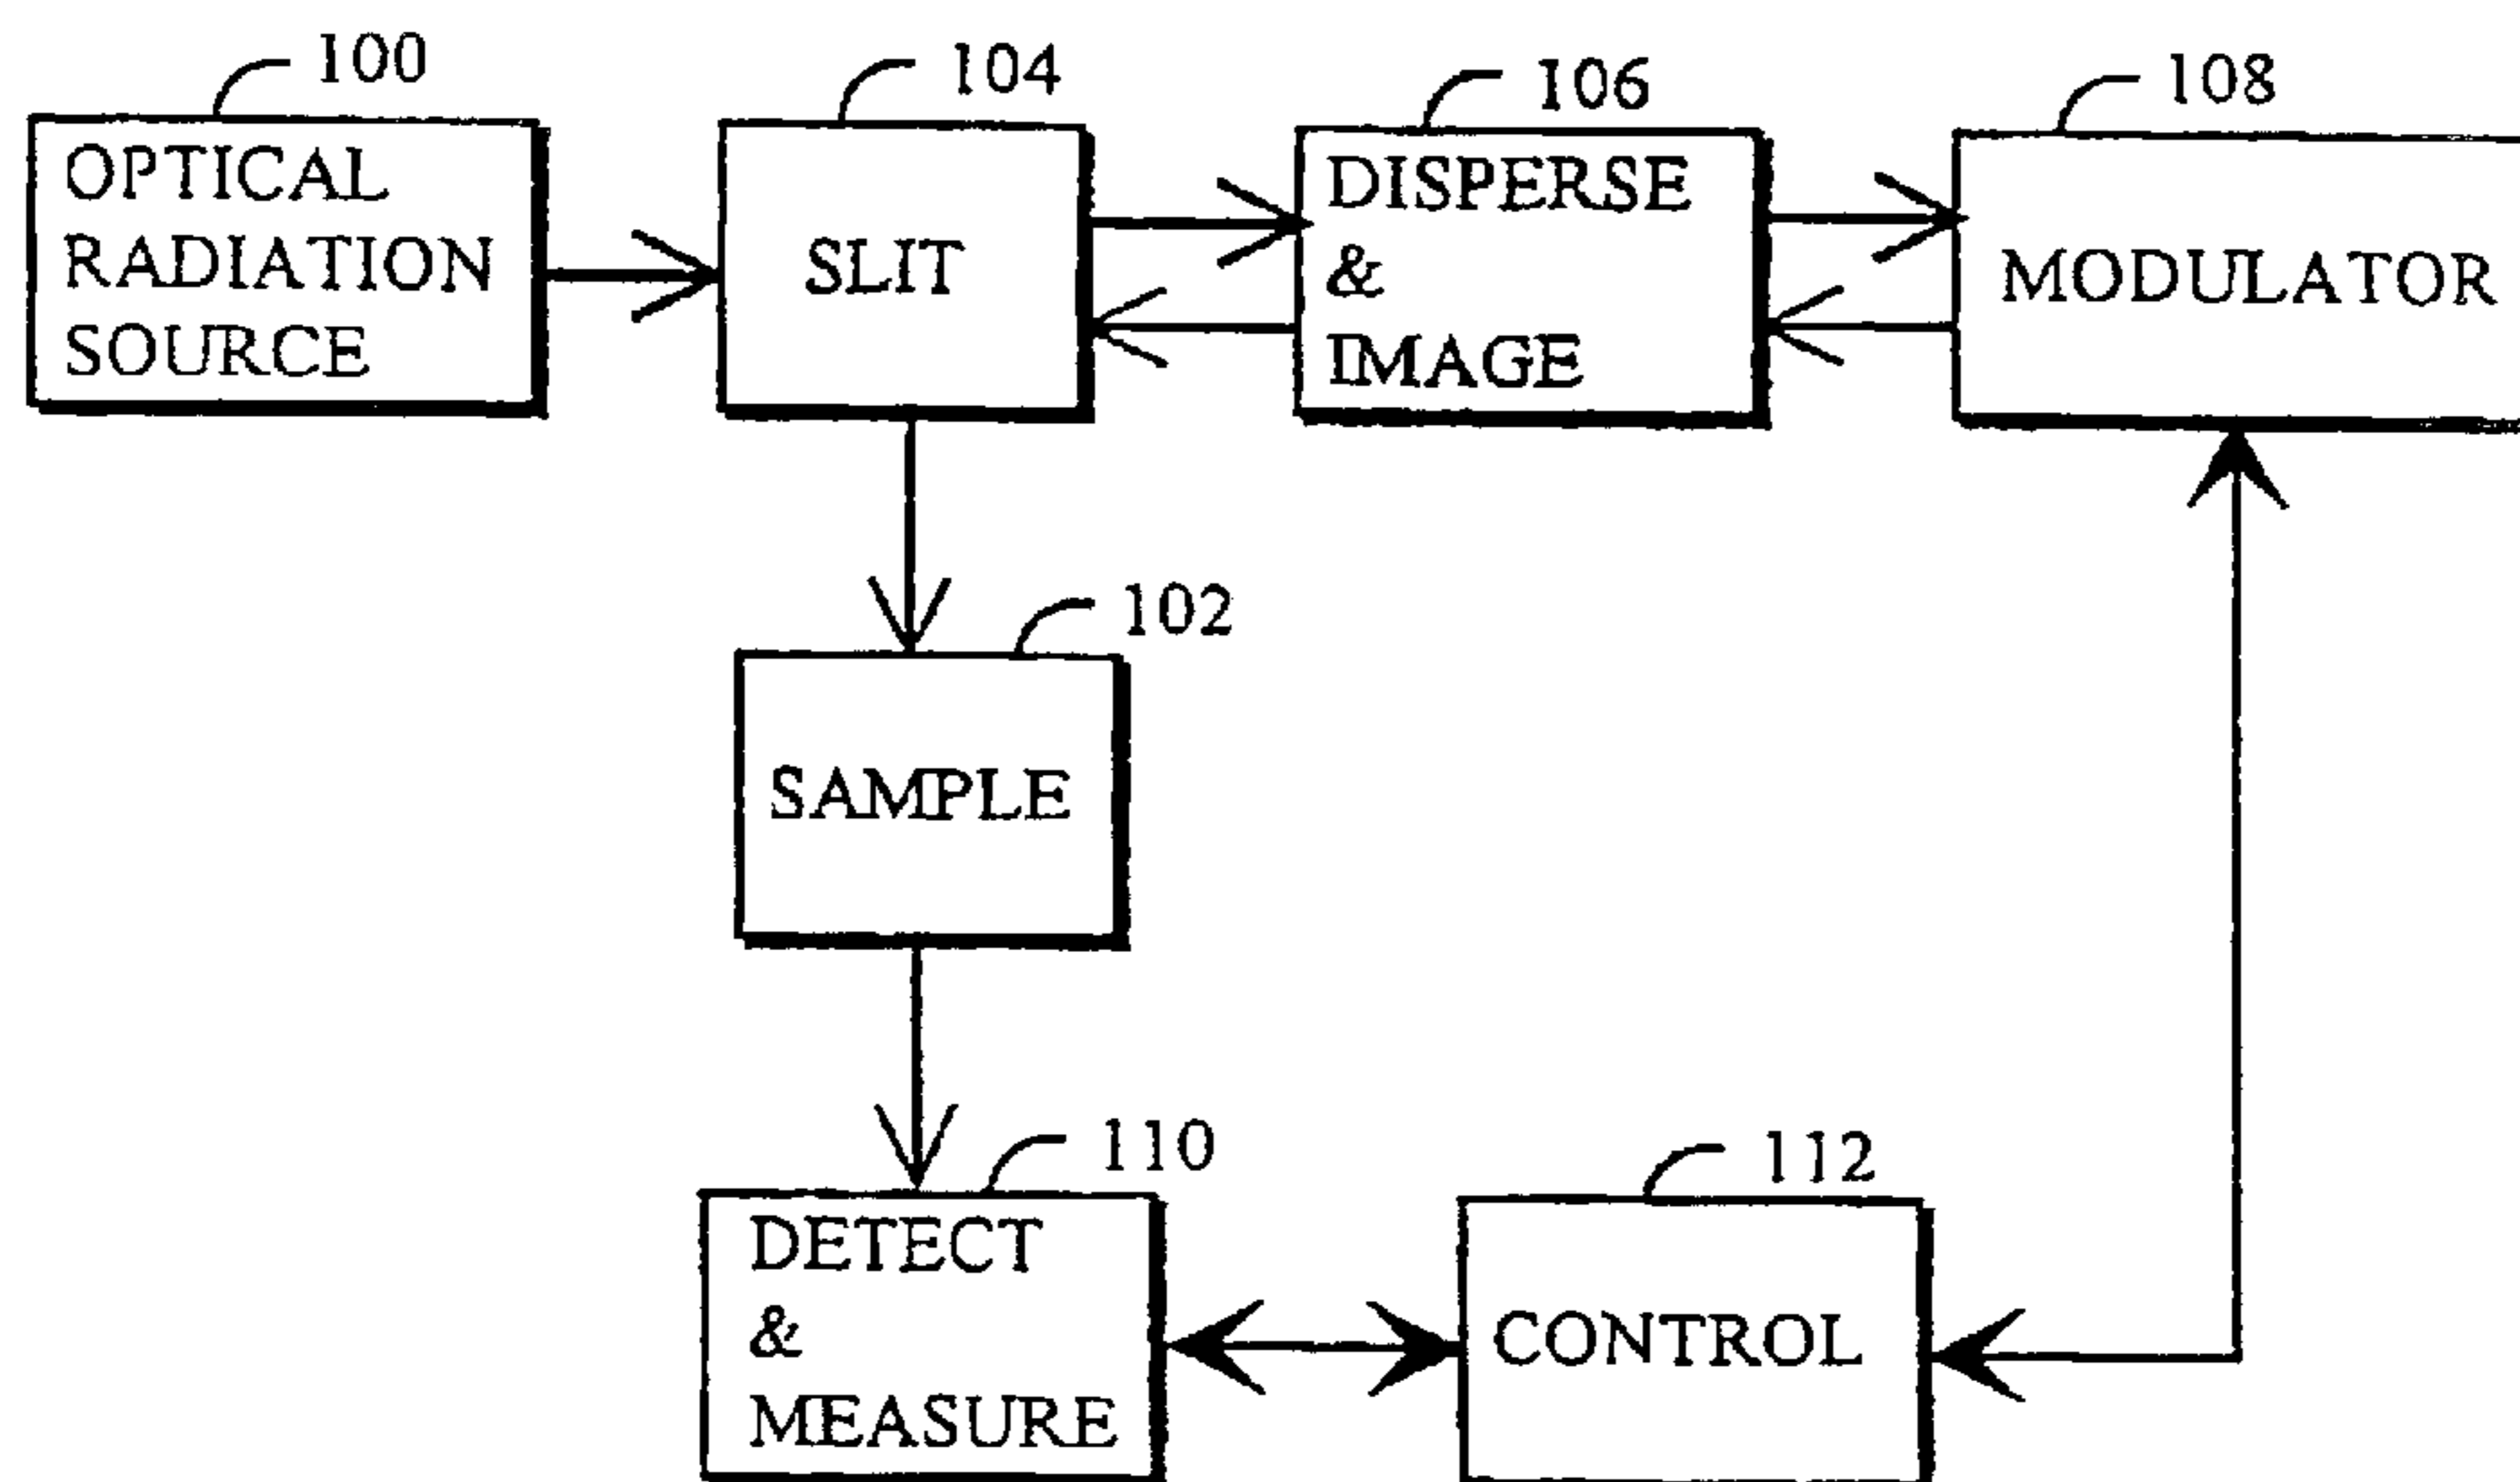 100
104
106
108
OPTICAL
RADIATION
SOURCE
SLIT
DISPERSE
&
IMAGE
MODULATOR
102
SAMPLE
110
112
DETECT
&
MEASURE
CONTROL